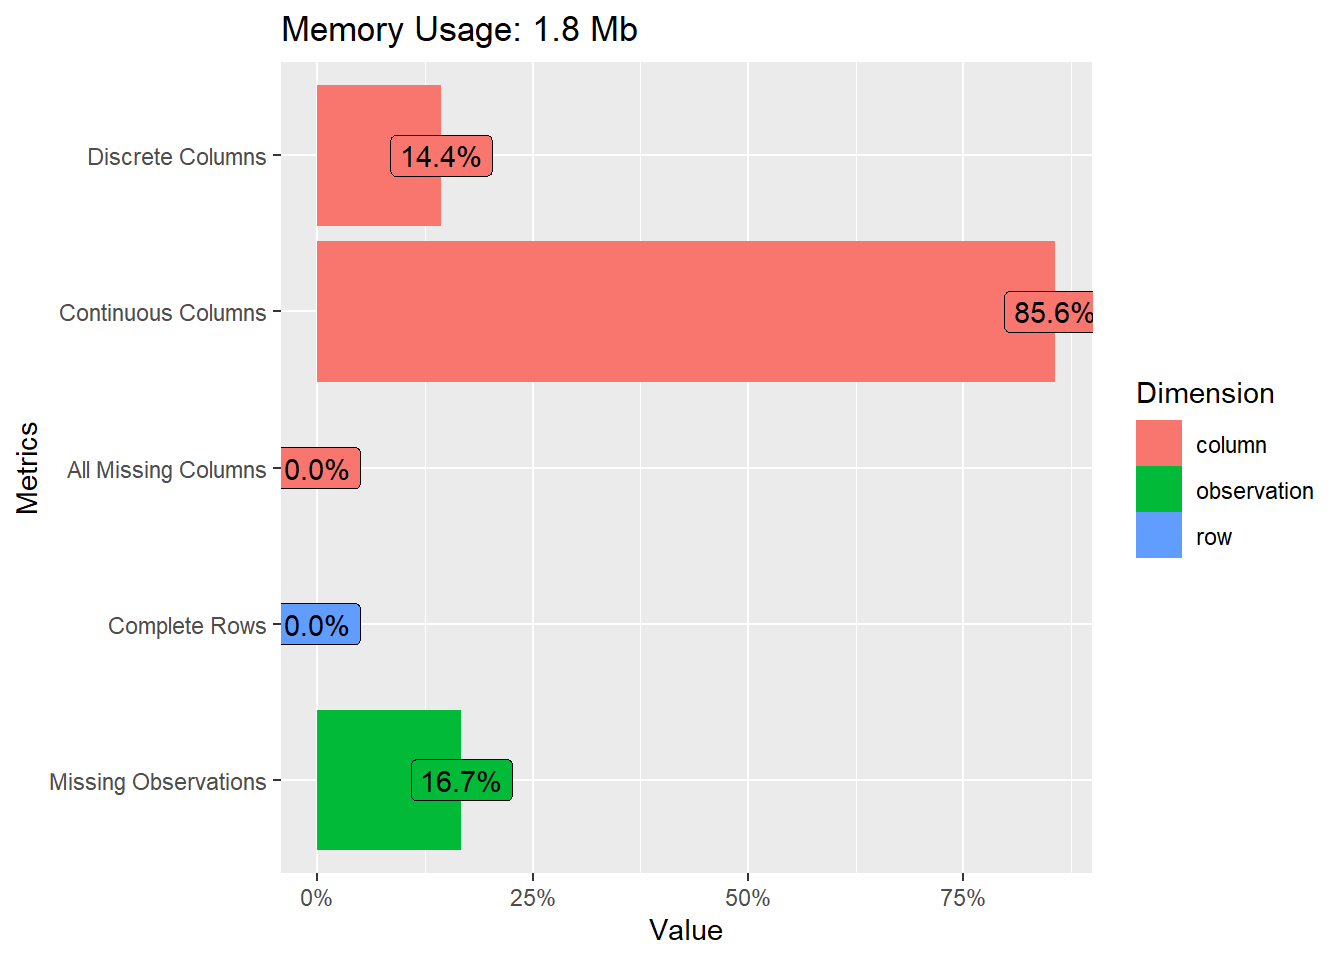 Memory Usage: 1.8 Mb
Discrete Columns
14.4%
Continuous Columns
85.6%
All Missing Columns
0.0%
Complete Rows
0.0%
Missing Observations
16.7%
Metrics
0%
25%
50%
75%
Value
Dimension
column
observation
row